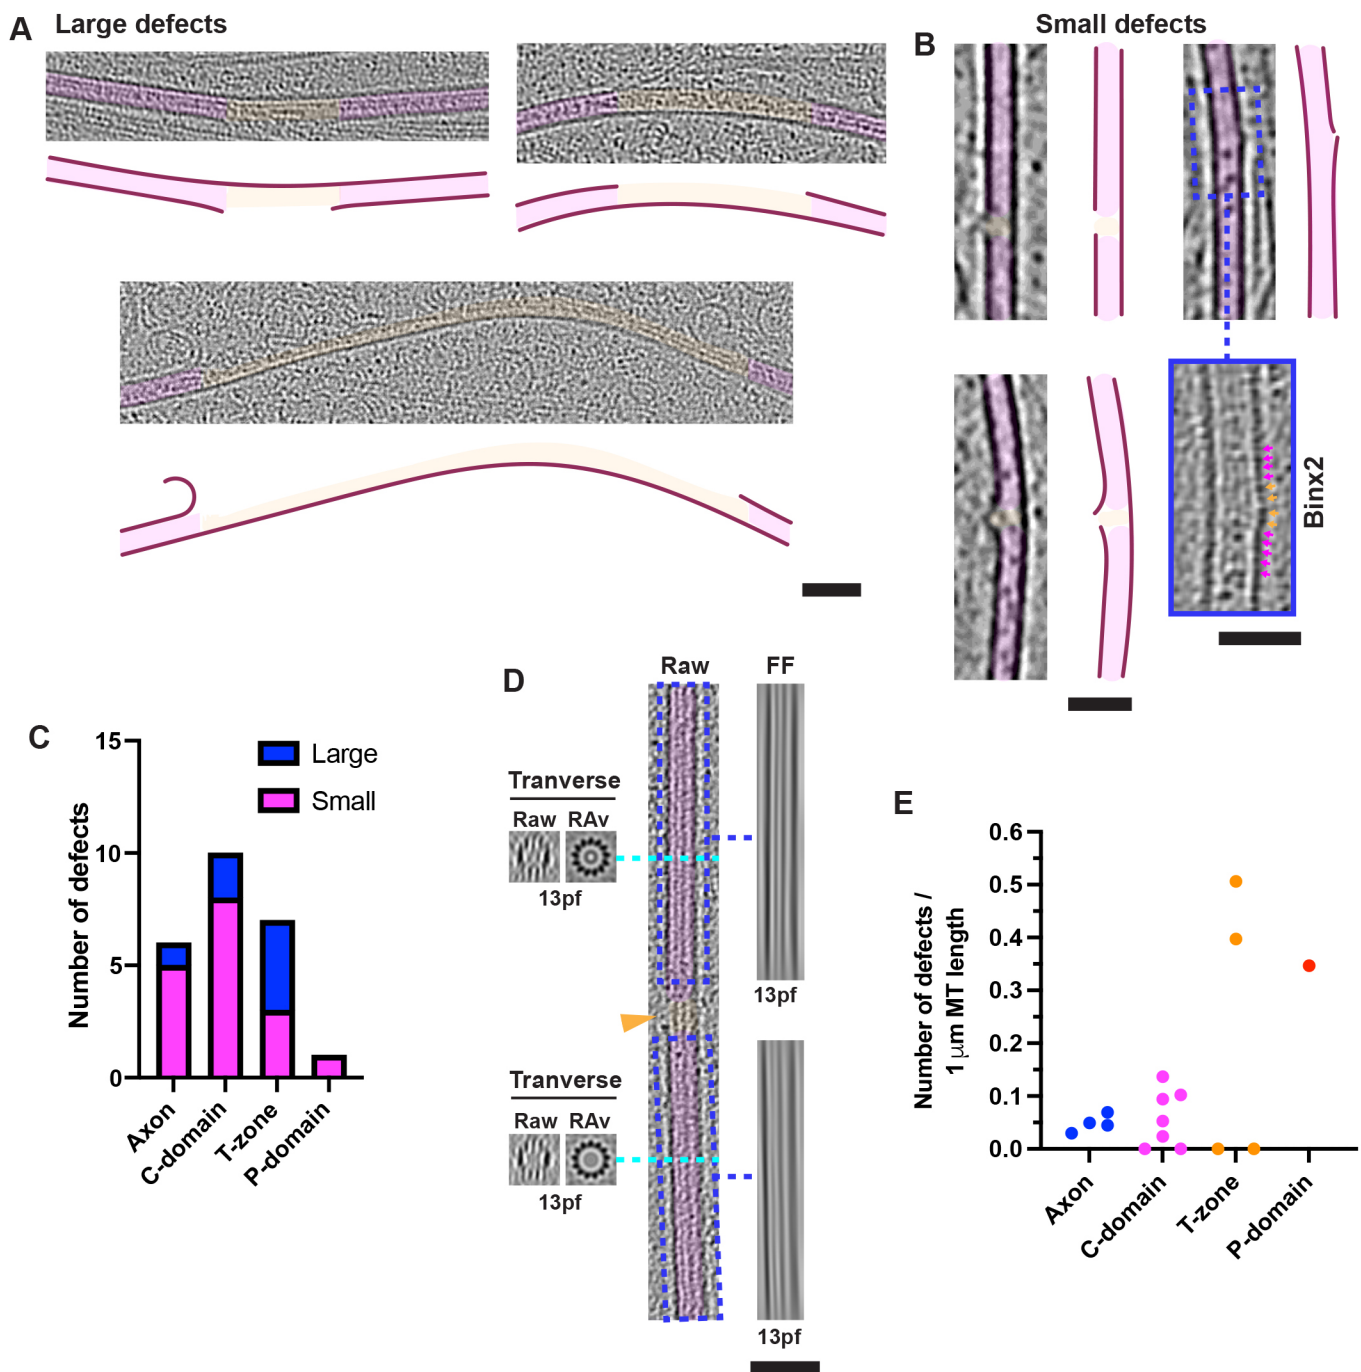 A Large defects
B
Small defects
Binx2
C
15
10
5
0
Number of defects
Large
Small
Axon
C-domain
T-zone
P-domain
D
Raw
FF
Tranverse
Raw RAv
13pf
13pf
Tranverse
Raw RAv
13pf
13pf
E
0.6
0.5
0.4
0.3
0.2
0.1
0.0
Number of defects /
1 μm MT length
Axon
C-domain
T-zone
P-domain